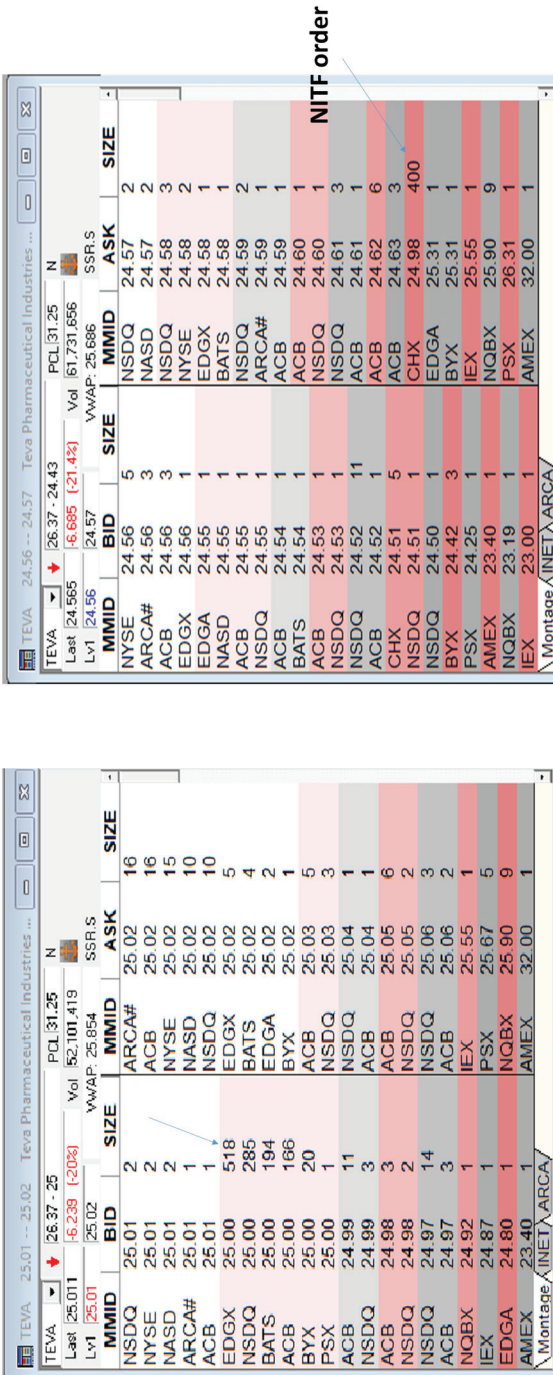 TEVA 25.01 -- 25.02 Teva Pharmaceutical Industries ...
TEVA 26.37 - 25 PCL 31.25 N
Last 25.011 -6.239 (-20%) Vol 52,101,419
Lv1 25.01 25.02 VWAP: 25.854 SSR.S
MMID BID SIZE MMID ASK SIZE
NSDQ 25.01 2 ARCA# 25.02 16
NYSE 25.01 2 ACB 25.02 16
NASD 25.01 2 NYSE 25.02 15
ARCA# 25.01 1 NASD 25.02 10
ACB 25.01 1 NSDQ 25.02 10
EDGX 25.00 518 EDGX 25.02 5
NSDQ 25.00 285 BATS 25.02 4
BATS 25.00 194 EDGA 25.02 2
ACB 25.00 166 BYX 25.02 1
BYX 25.00 20 ACB 25.03 5
PSX 25.00 1 NSDQ 25.03 3
ACB 24.99 11 NSDQ 25.04 1
NSDQ 24.99 3 ACB 25.04 1
ACB 24.98 3 ACB 25.05 6
NSDQ 24.98 2 NSDQ 25.05 2
NSDQ 24.97 14 NSDQ 25.06 3
ACB 24.97 3 ACB 25.06 2
NQBX 24.92 1 IEX 25.55 1
IEX 24.87 1 PSX 25.67 5
EDGA 24.80 1 NQBX 25.90 9
AMEX 23.40 1 AMEX 32.00 1
Montage INET ARCA
TEVA 24.56 -- 24.57 Teva Pharmaceutical Industries ...
TEVA 26.37 - 24.43 PCL 31.25 N
Last 24.565 -6.685 (-21.4%) Vol 61,731,656
Lv1 24.56 24.57 VWAP: 25.686 SSR.S
MMID BID SIZE MMID ASK SIZE
NYSE 24.56 5 NSDQ 24.57 2
ARCA# 24.56 3 NASD 24.57 2
ACB 24.56 3 NSDQ 24.58 3
EDGX 24.56 1 NYSE 24.58 2
EDGA 24.55 1 EDGX 24.58 1
NASD 24.55 1 BATS 24.58 1
ACB 24.55 1 NSDQ 24.59 2
NSDQ 24.55 1 ARCA# 24.59 1
ACB 24.54 1 ACB 24.59 1
BATS 24.54 1 ACB 24.60 1
ACB 24.53 1 NSDQ 24.60 1
NSDQ 24.53 1 NSDQ 24.61 3
NSDQ 24.52 11 ACB 24.61 1
ACB 24.52 1 ACB 24.62 6
CHX 24.51 5 ACB 24.63 3
NSDQ 24.51 1 CHX 24.98 400
NSDQ 24.50 1 EDGA 25.31 1
BYX 24.42 3 BYX 25.31 1
PSX 24.25 1 IEX 25.55 1
AMEX 23.40 1 NQBX 25.90 9
NQBX 23.19 1 PSX 26.31 1
IEX 23.00 1 AMEX 32.00 1
Montage INET ARCA
NITF order